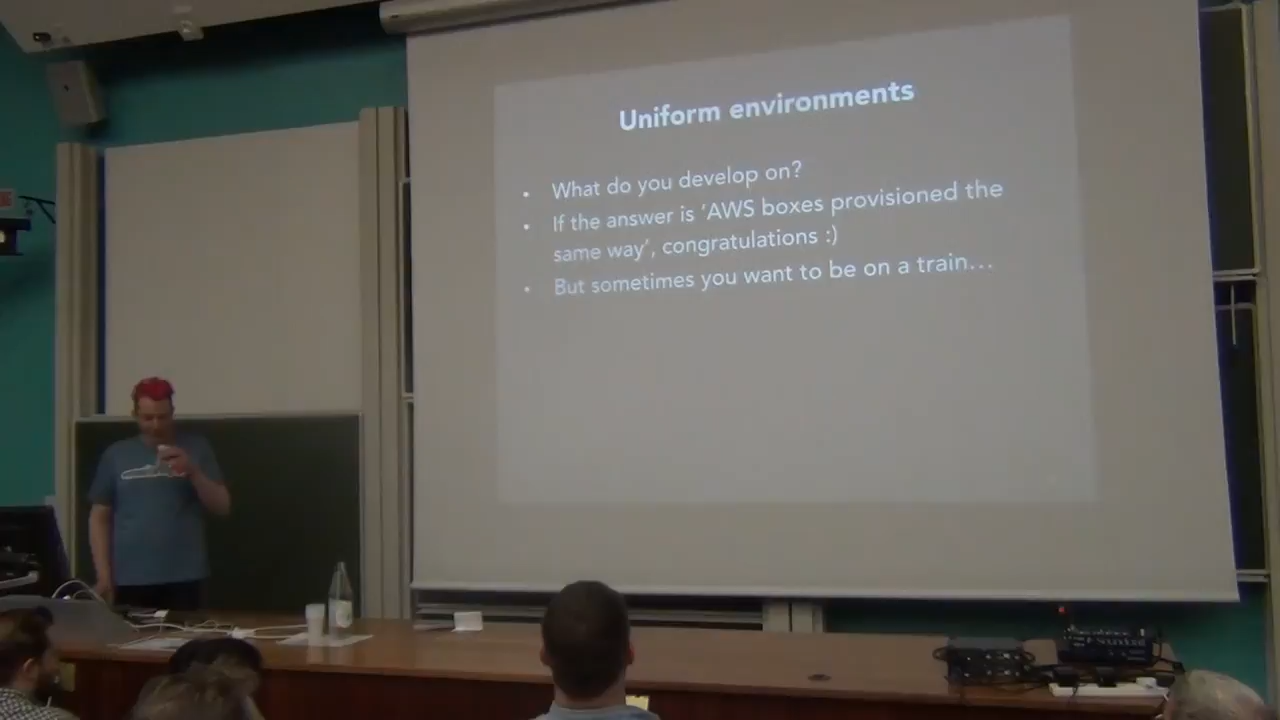 Uniform environments
• What do you develop on?
• If the answer is ‘AWS boxes provisioned the
same way’, congratulations :)
• But sometimes you want to be on a train…